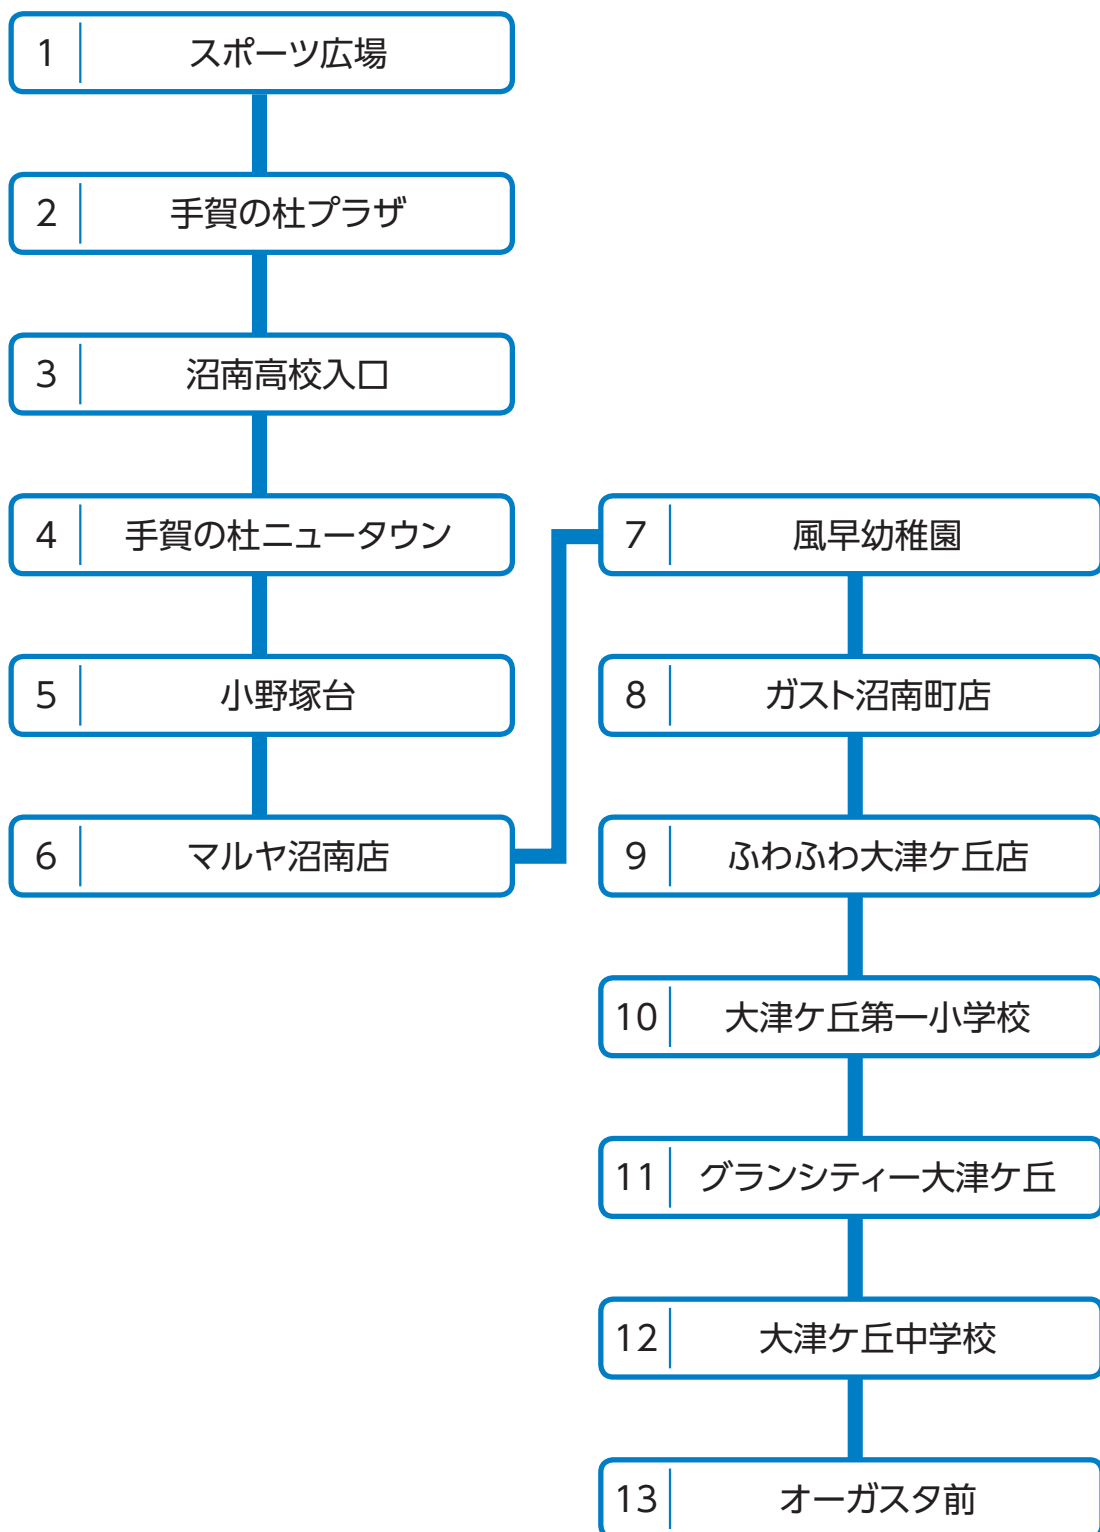 1 スポーツ広場
2 手賀の杜プラザ
3 沼南高校入口
4 手賀の杜ニュータウン
5 小野塚台
6 マルヤ沼南店
7 風早幼稚園
8 ガスト沼南町店
9 ふわふわ大津ケ丘店
10 大津ケ丘第一小学校
11 グランシティー大津ケ丘
12 大津ケ丘中学校
13 オーガスタ前